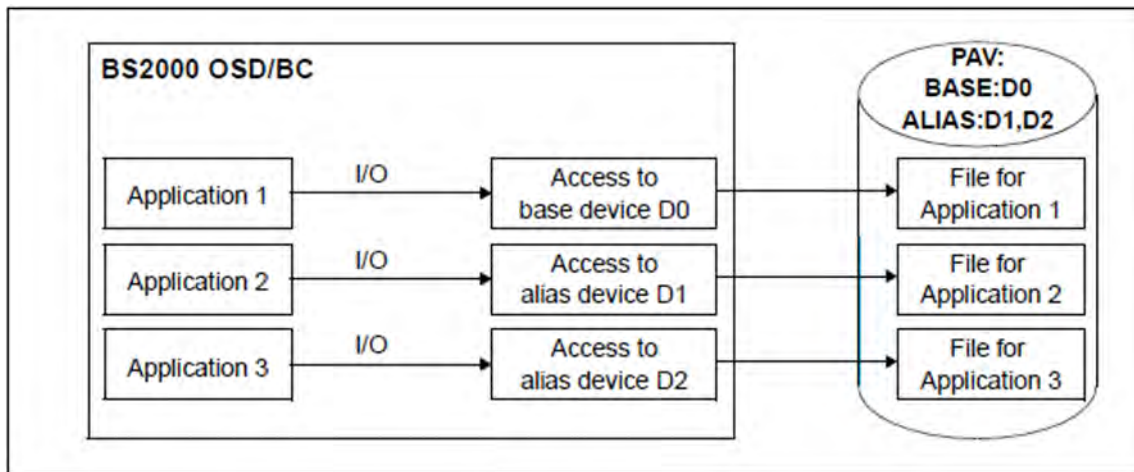 BS2000 OSD/BC
PAV:
BASE:D0
ALIAS:D1,D2
Application 1
I/O
Access to
base device D0
File for
Application 1
Application 2
I/O
Access to
alias device D1
File for
Application 2
Application 3
I/O
Access to
alias device D2
File for
Application 3